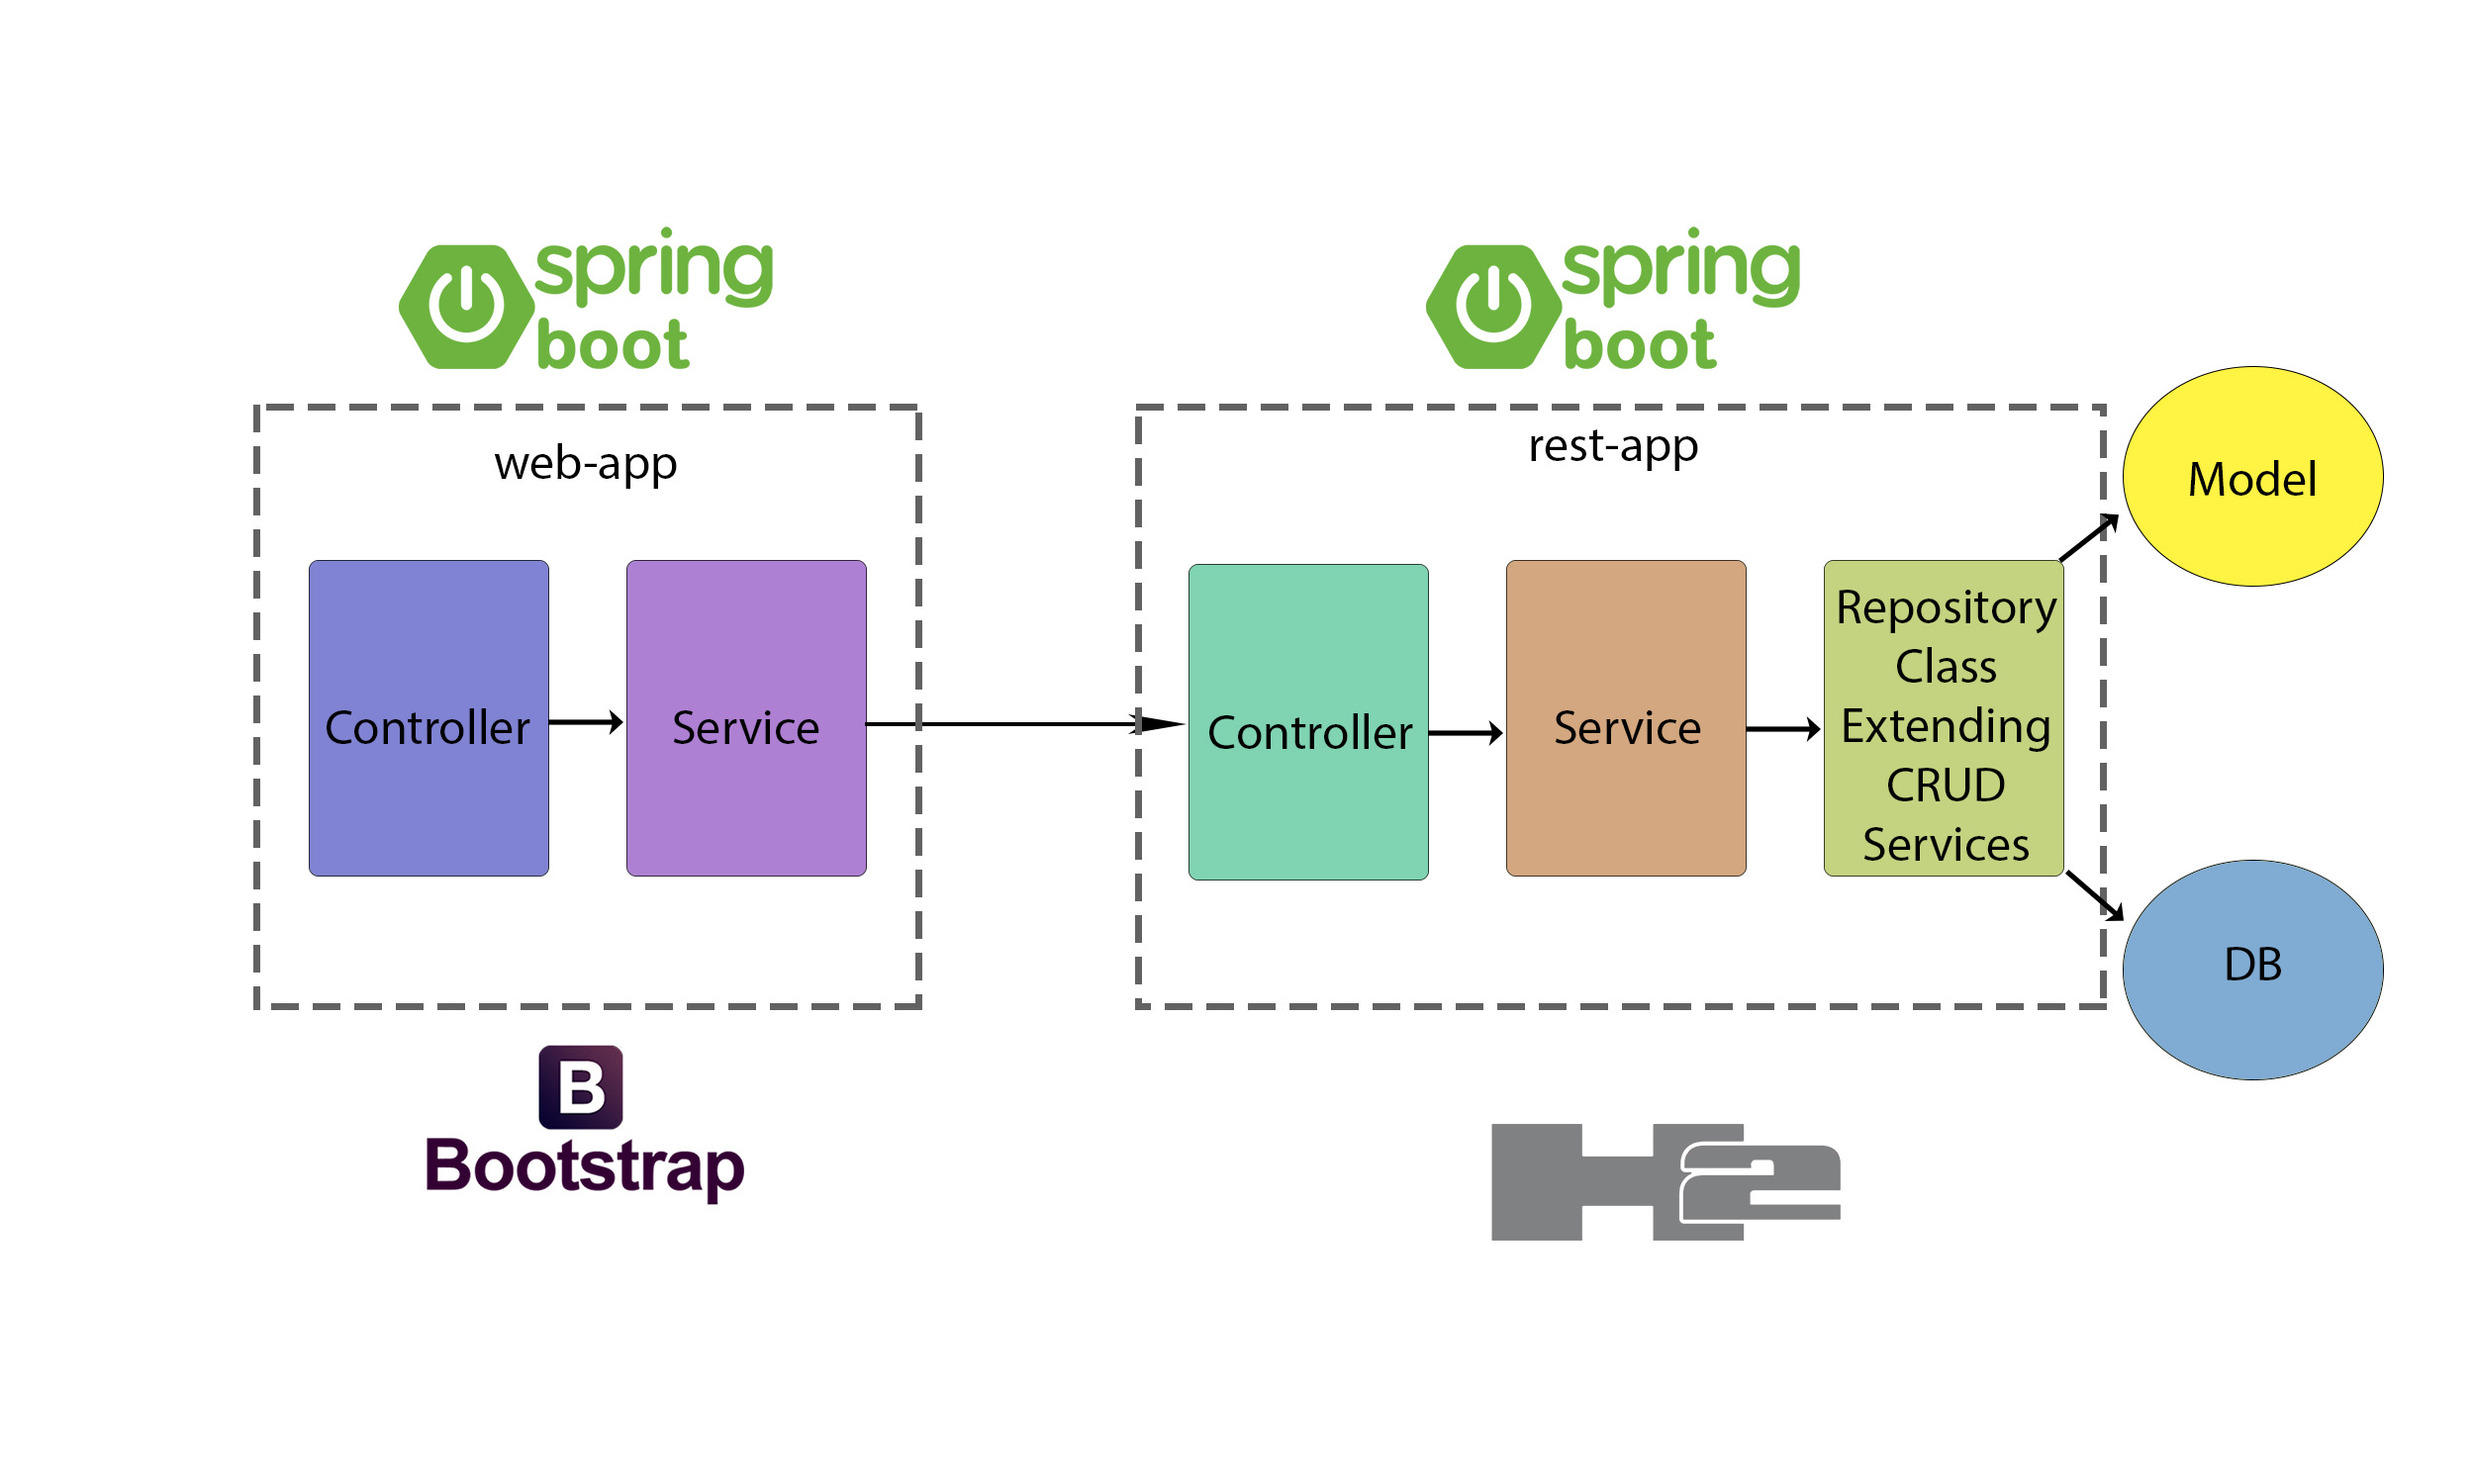 spring
boot
spring
boot
web-app
rest-app
Controller
Service
Controller
Service
Repository
Class
Extending
CRUD
Services
Model
DB
B
Bootstrap
H2